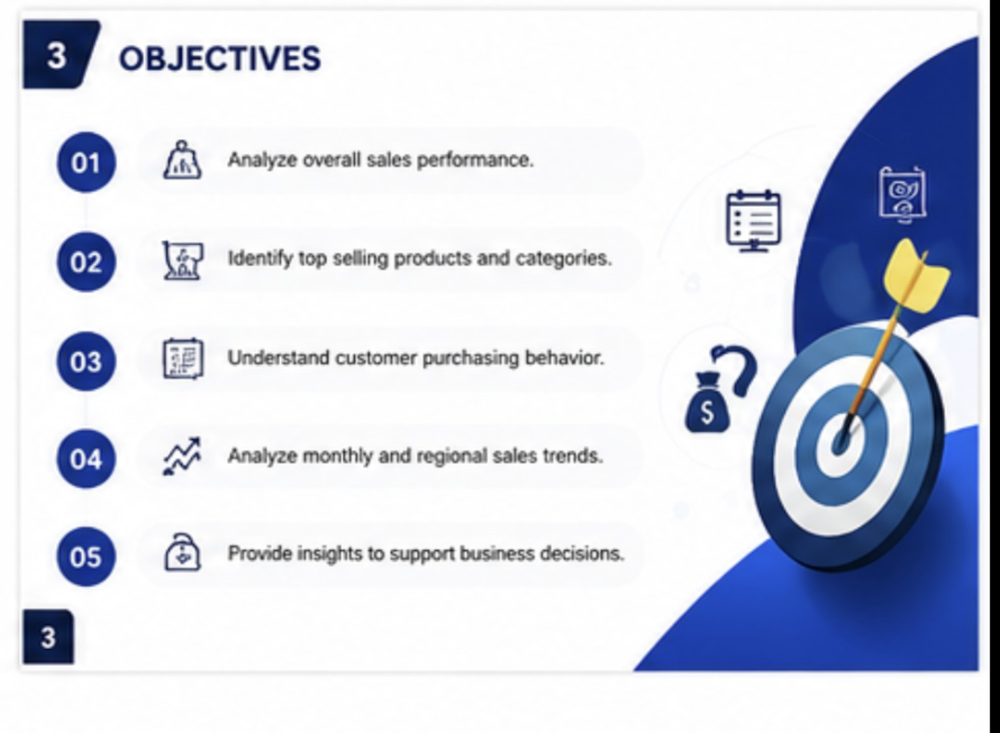 3 OBJECTIVES
01 Analyze overall sales performance.
02 Identify top selling products and categories.
03 Understand customer purchasing behavior.
04 Analyze monthly and regional sales trends.
$
05 Provide insights to support business decisions.
3